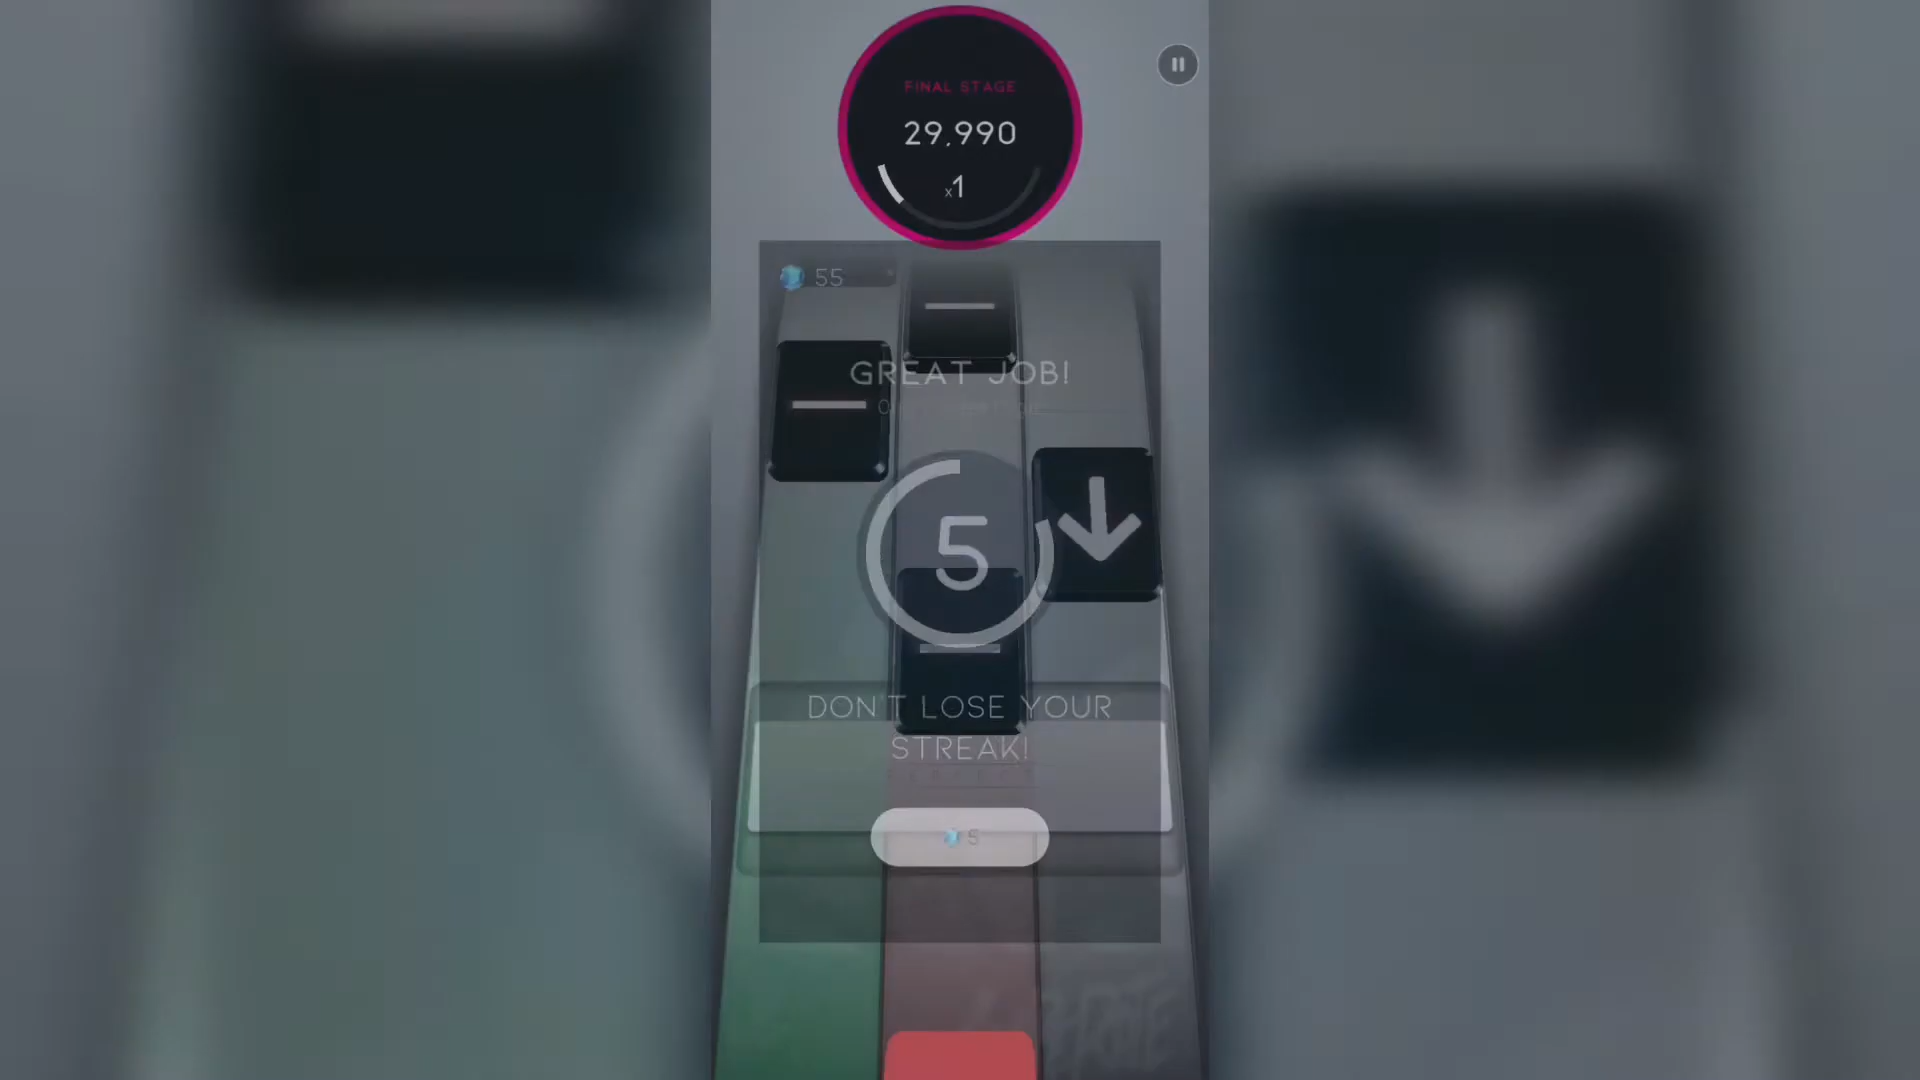 FINAL STAGE
29,990
x1
55
GREAT JOB!
5
DON'T LOSE YOUR
STREAK!
5